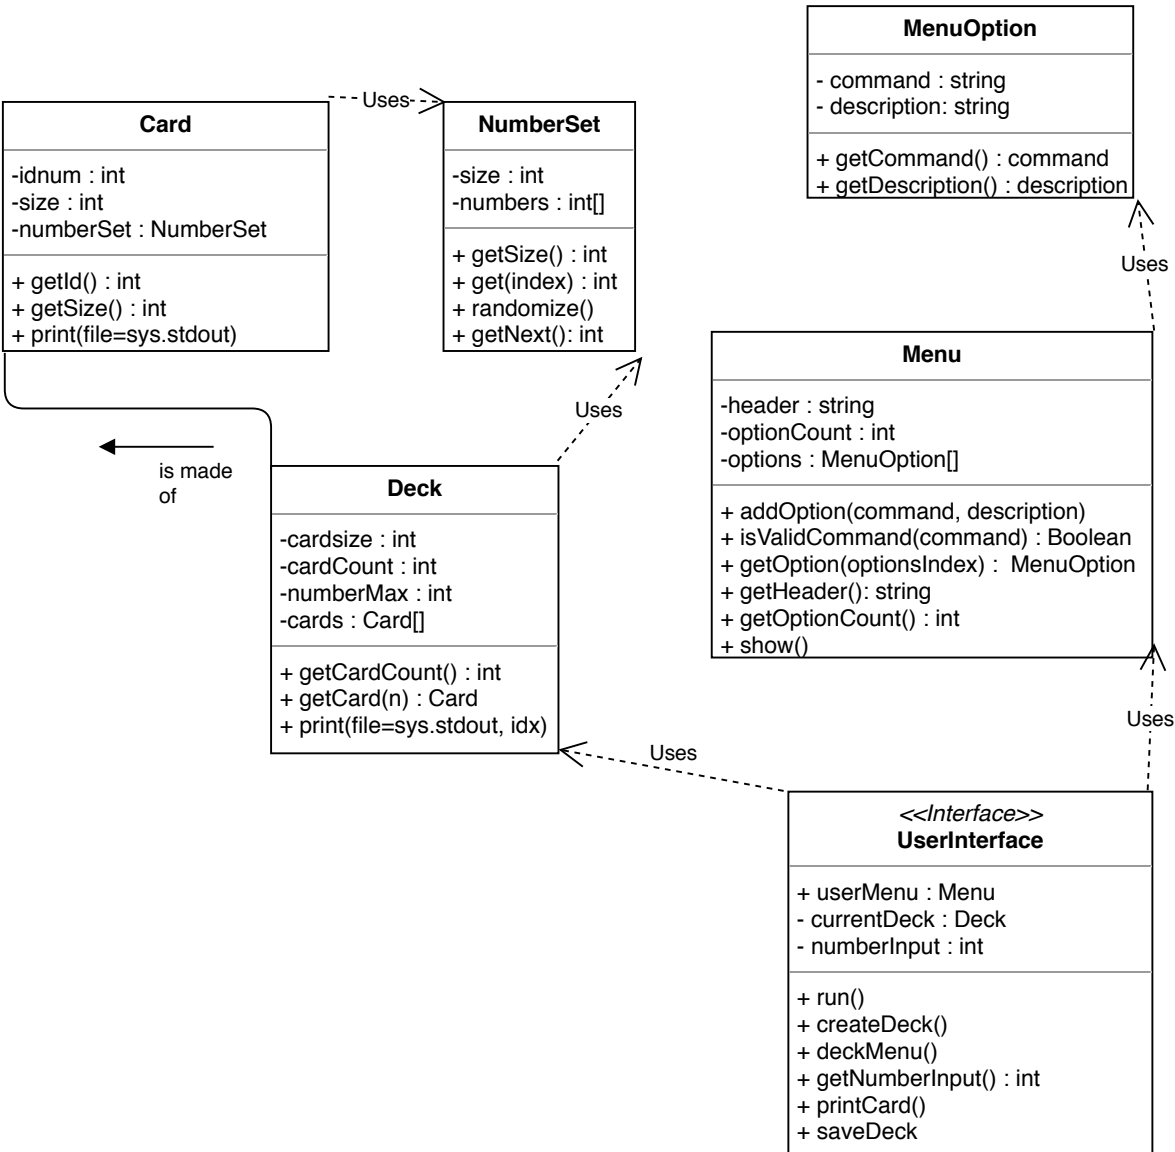 MenuOption
- command : string
- description: string
+ getCommand() : command
+ getDescription() : description
Uses
Card
-idnum : int
-size : int
-numberSet : NumberSet
+ getId() : int
+ getSize() : int
+ print(file=sys.stdout)
NumberSet
-size : int
-numbers : int[]
+ getSize() : int
+ get(index) : int
+ randomize()
+ getNext(): int
Uses
Uses
Menu
-header : string
-optionCount : int
-options : MenuOption[]
+ addOption(command, description)
+ isValidCommand(command) : Boolean
+ getOption(optionsIndex) :  MenuOption
+ getHeader(): string
+ getOptionCount() : int
+ show()
is made
of
Deck
-cardsize : int
-cardCount : int
-numberMax : int
-cards : Card[]
+ getCardCount() : int
+ getCard(n) : Card
+ print(file=sys.stdout, idx)
Uses
Uses
<<Interface>>
UserInterface
+ userMenu : Menu
- currentDeck : Deck
- numberInput : int
+ run()
+ createDeck()
+ deckMenu()
+ getNumberInput() : int
+ printCard()
+ saveDeck